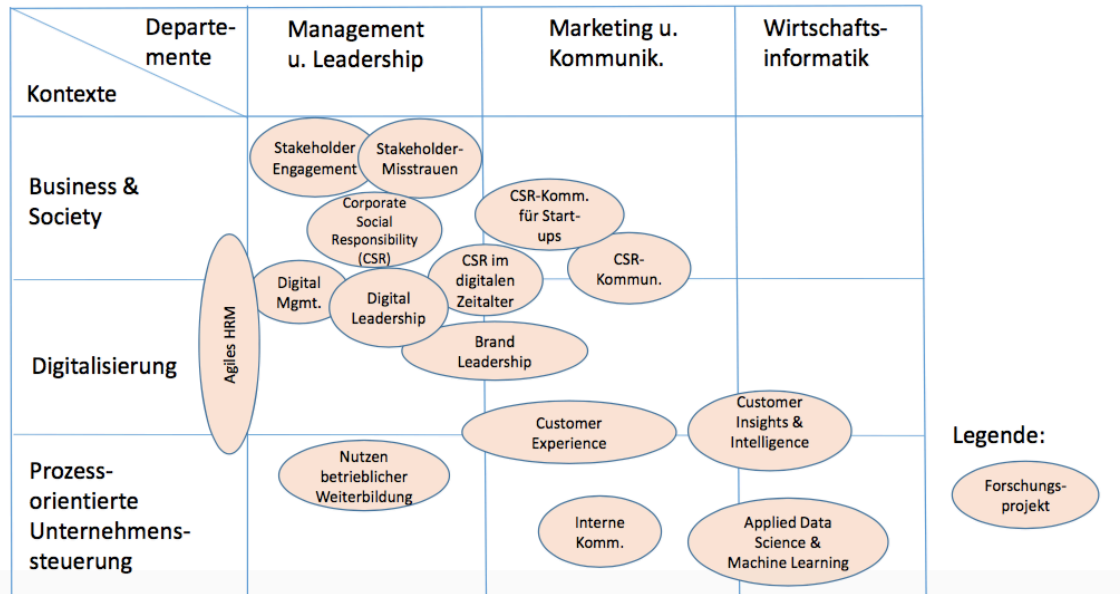 Departe-
mente
Kontexte
Management
u. Leadership
Marketing u.
Kommunik.
Wirtschafts-
informatik
Business &
Society
Stakeholder
Engagement
Stakeholder-
Misstrauen
Corporate
Social
Responsibility
(CSR)
CSR-Komm.
für Start-
ups
CSR-
Kommun.
CSR im
digitalen
Zeitalter
Digital
Mgmt.
Digital
Leadership
Agiles HRM
Digitalisierung
Brand
Leadership
Customer
Experience
Customer
Insights &
Intelligence
Prozess-
orientierte
Unternehmens-
steuerung
Nutzen
betrieblicher
Weiterbildung
Interne
Komm.
Applied Data
Science &
Machine Learning
Legende:
Forschungs-
projekt